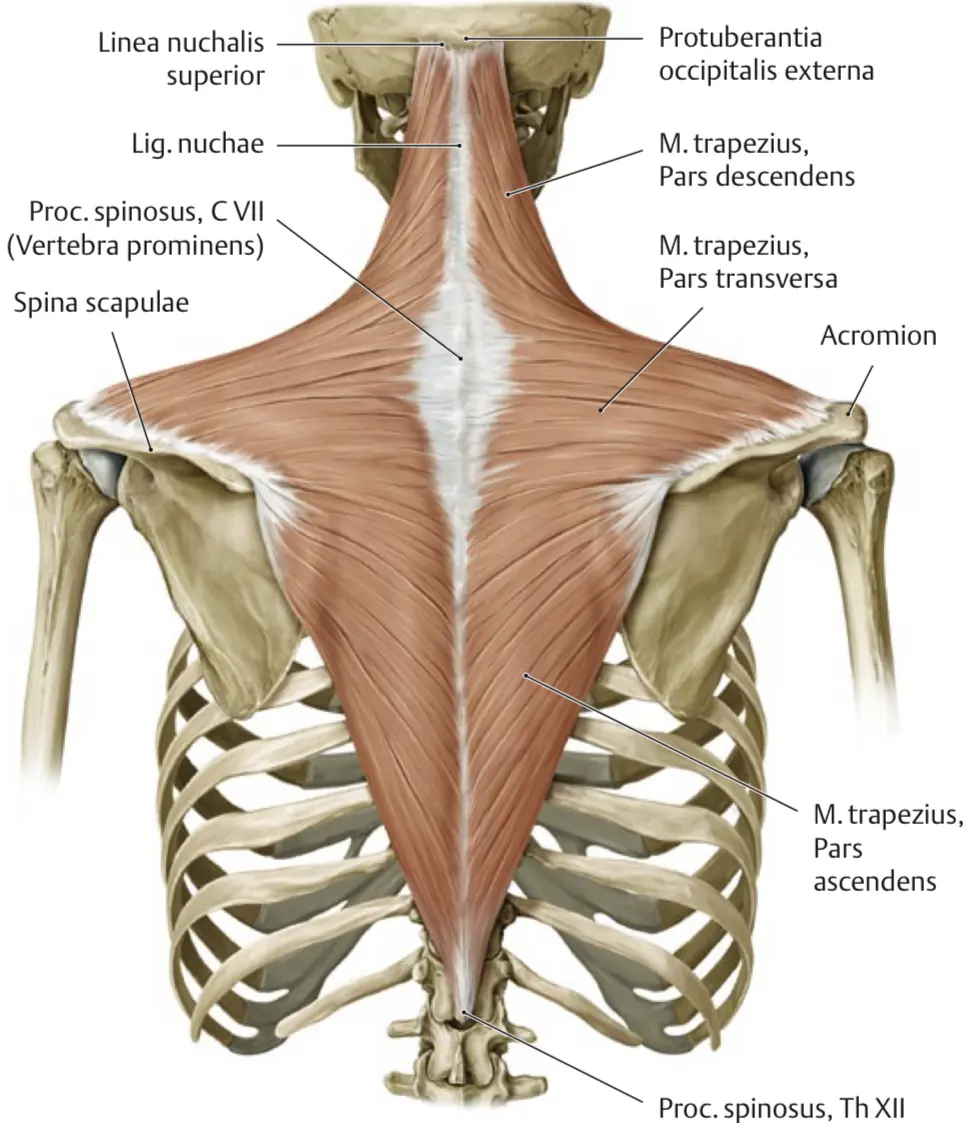 Linea nuchalis
superior
Lig. nuchae
Proc. spinosus, C VII
(Vertebra prominens)
Spina scapulae
Protuberantia
occipitalis externa
M. trapezius,
Pars descendens
M. trapezius,
Pars transversa
Acromion
M. trapezius,
Pars
ascendens
Proc. spinosus, Th XII